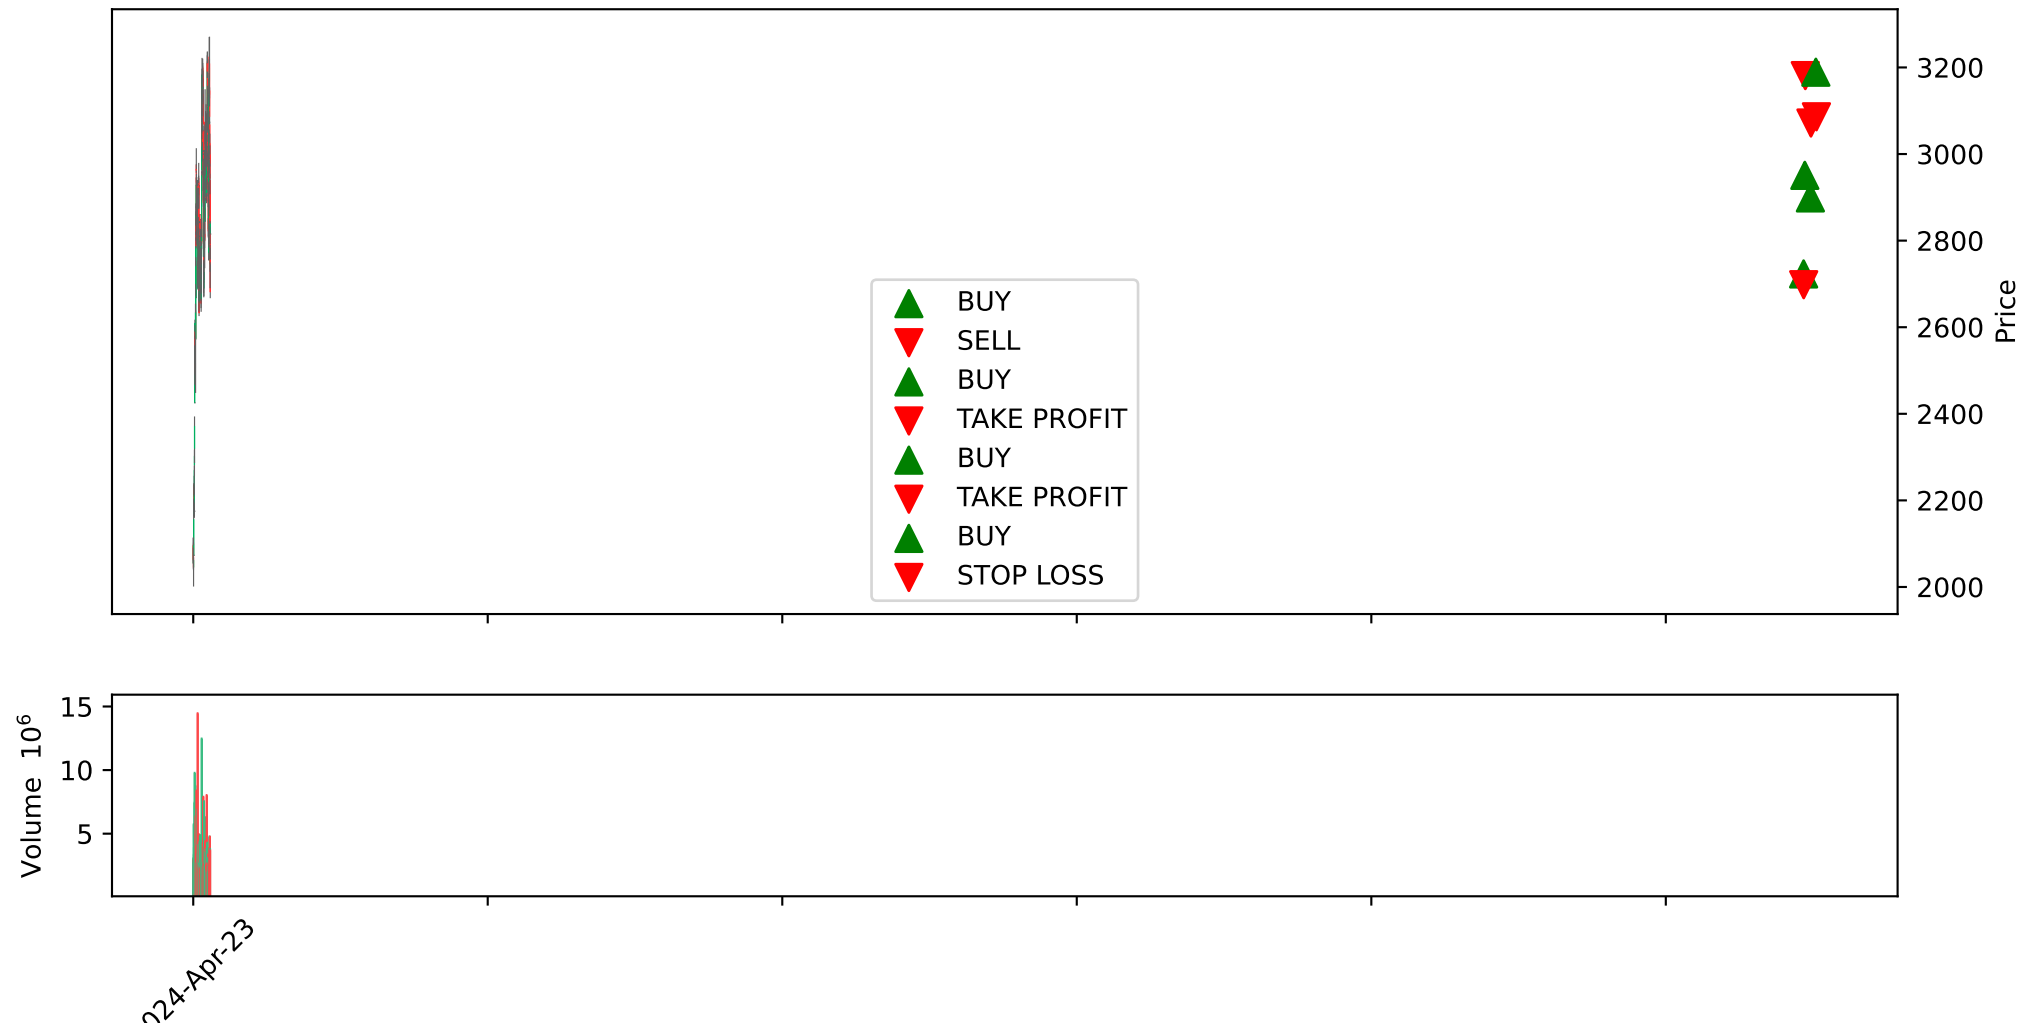 3200
3000
2800
2600
2400
2200
2000
Price
BUY
SELL
BUY
TAKE PROFIT
BUY
TAKE PROFIT
BUY
STOP LOSS
15
10
5
Volume 10⁶
024-Apr-23